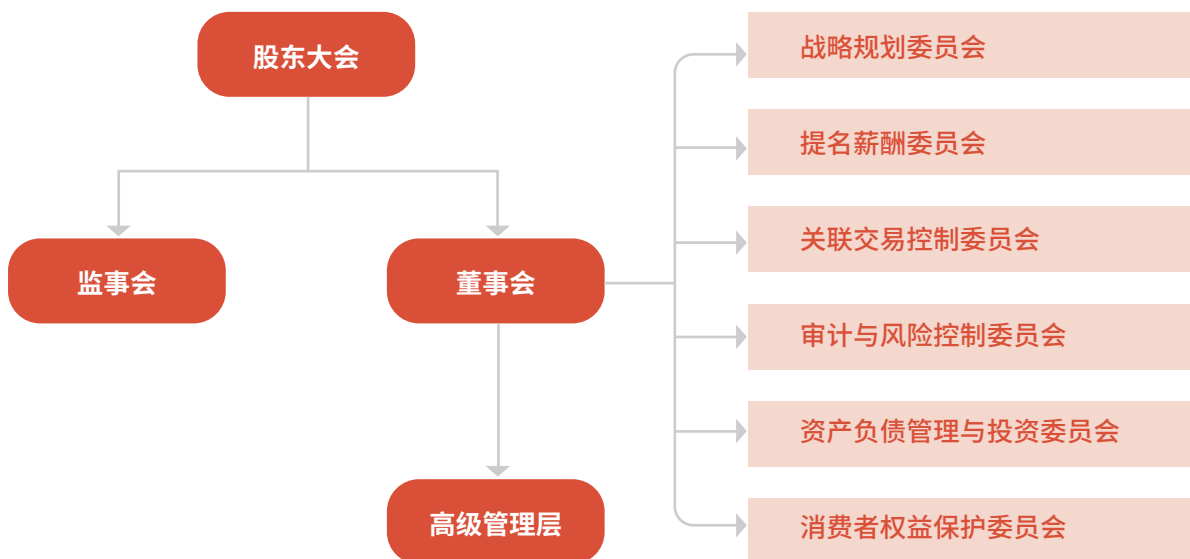 股东大会
监事会
董事会
高级管理层
战略规划委员会
提名薪酬委员会
关联交易控制委员会
审计与风险控制委员会
资产负债管理与投资委员会
消费者权益保护委员会